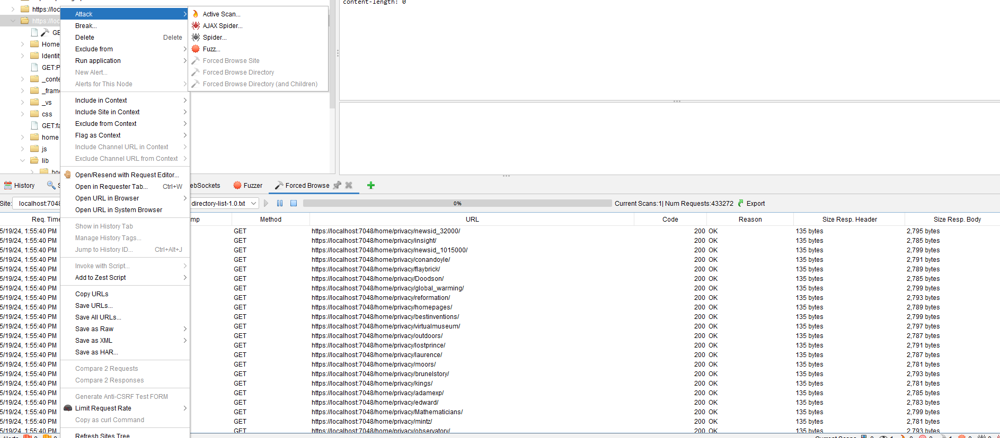 content-length: 0
https://loc
https://loc
GE
Home
Identity
GET:P
_conte
_frame
_vs
css
GET:fa
home
js
lib
Attack
Break...
Delete Delete
Exclude from
Run application
New Alert...
Alerts for This Node
Include in Context
Include Site in Context
Exclude from Context
Flag as Context
Include Channel URL in Context
Exclude Channel URL from Context
Open/Resend with Request Editor...
Open in Requester Tab... Ctrl+W
Open URL in Browser
Open URL in System Browser
Show in History Tab
Manage History Tags...
Jump to History ID... Ctrl+Alt+J
Invoke with Script...
Add to Zest Script
Copy URLs
Save URLs...
Save All URLs...
Save as Raw
Save as XML
Save as HAR...
Compare 2 Requests
Compare 2 Responses
Generate Anti-CSRF Test FORM
Limit Request Rate
Copy as curl Command
Refresh Sites Tree
Active Scan...
AJAX Spider...
Spider...
Fuzz...
Forced Browse Site
Forced Browse Directory
Forced Browse Directory (and Children)
History S ebSockets Fuzzer Forced Browse
Site: localhost:7048 directory-list-1.0.txt 0% Current Scans:1| Num Requests:433272 Export
Req. Time mp Method URL Code Reason Size Resp. Header Size Resp. Body
5/19/24, 1:55:40 PM GET https://localhost:7048/home/privacy/newsid_32000/ 200 OK 135 bytes 2,795 bytes
5/19/24, 1:55:40 PM GET https://localhost:7048/home/privacy/insight/ 200 OK 135 bytes 2,785 bytes
5/19/24, 1:55:40 PM GET https://localhost:7048/home/privacy/newsid_1015000/ 200 OK 135 bytes 2,799 bytes
5/19/24, 1:55:40 PM GET https://localhost:7048/home/privacy/conandoyle/ 200 OK 135 bytes 2,791 bytes
5/19/24, 1:55:40 PM GET https://localhost:7048/home/privacy/flaybrick/ 200 OK 135 bytes 2,789 bytes
5/19/24, 1:55:40 PM GET https://localhost:7048/home/privacy/Doodson/ 200 OK 135 bytes 2,785 bytes
5/19/24, 1:55:40 PM GET https://localhost:7048/home/privacy/global_warming/ 200 OK 135 bytes 2,799 bytes
5/19/24, 1:55:40 PM GET https://localhost:7048/home/privacy/reformation/ 200 OK 135 bytes 2,793 bytes
5/19/24, 1:55:40 PM GET https://localhost:7048/home/privacy/homepages/ 200 OK 135 bytes 2,789 bytes
5/19/24, 1:55:40 PM GET https://localhost:7048/home/privacy/bestinventions/ 200 OK 135 bytes 2,799 bytes
5/19/24, 1:55:40 PM GET https://localhost:7048/home/privacy/virtualmuseum/ 200 OK 135 bytes 2,797 bytes
5/19/24, 1:55:40 PM GET https://localhost:7048/home/privacy/outdoors/ 200 OK 135 bytes 2,787 bytes
5/19/24, 1:55:40 PM GET https://localhost:7048/home/privacy/lostprince/ 200 OK 135 bytes 2,791 bytes
5/19/24, 1:55:40 PM GET https://localhost:7048/home/privacy/laurence/ 200 OK 135 bytes 2,787 bytes
5/19/24, 1:55:40 PM GET https://localhost:7048/home/privacy/moors/ 200 OK 135 bytes 2,781 bytes
5/19/24, 1:55:40 PM GET https://localhost:7048/home/privacy/brunelstory/ 200 OK 135 bytes 2,793 bytes
5/19/24, 1:55:40 PM GET https://localhost:7048/home/privacy/kings/ 200 OK 135 bytes 2,781 bytes
5/19/24, 1:55:40 PM GET https://localhost:7048/home/privacy/adamexp/ 200 OK 135 bytes 2,785 bytes
5/19/24, 1:55:40 PM GET https://localhost:7048/home/privacy/edward/ 200 OK 135 bytes 2,783 bytes
5/19/24, 1:55:40 PM GET https://localhost:7048/home/privacy/Mathematicians/ 200 OK 135 bytes 2,799 bytes
5/19/24, 1:55:40 PM GET https://localhost:7048/home/privacy/mintz/ 200 OK 135 bytes 2,781 bytes
5/19/24, 1:55:40 PM GET https://localhost:7048/home/privacy/observatory/ 200 OK 135 bytes 2,793 bytes